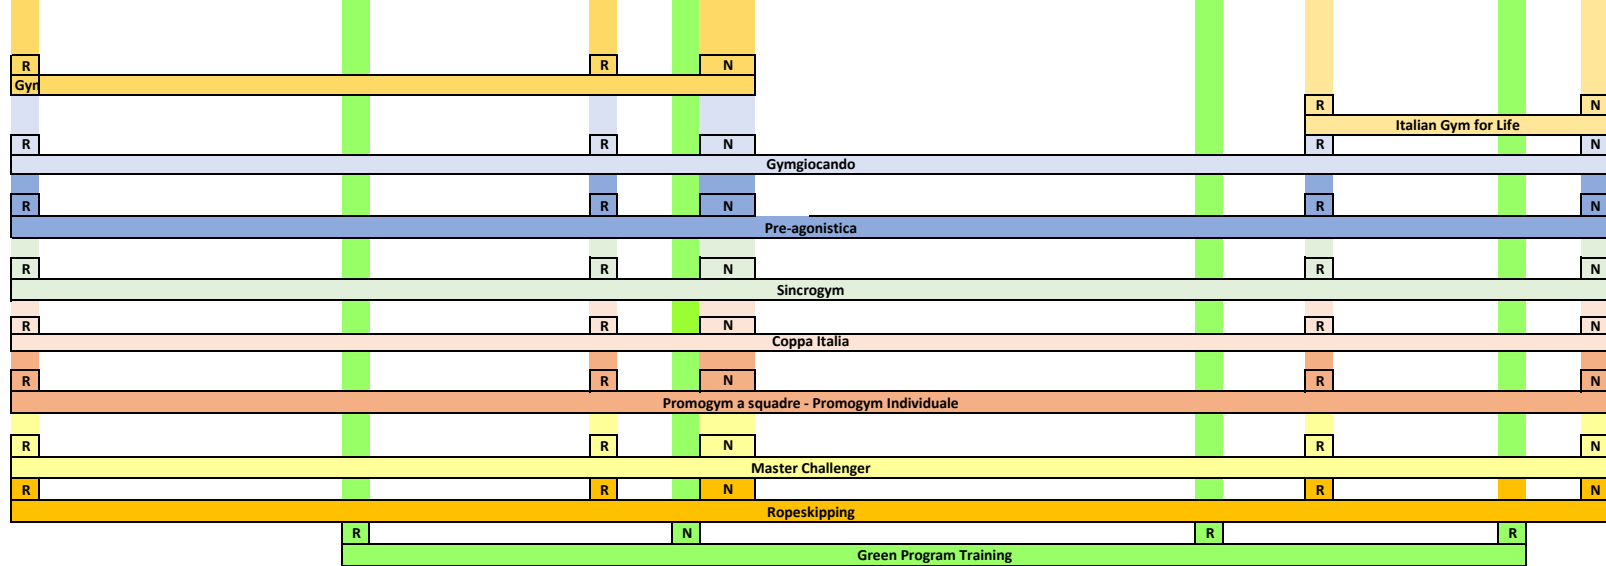 R R N
Gyn
R N
Italian Gym for Life
R R N R N
Gymgiocando
R R N R N
Pre-agonistica
R R N R N
Sincrogym
R R N R N
Coppa Italia
R R N R N
Promogym a squadre - Promogym Individuale
R R N R N
Master Challenger
R R N R N
Ropeskipping
R N R R
Green Program Training